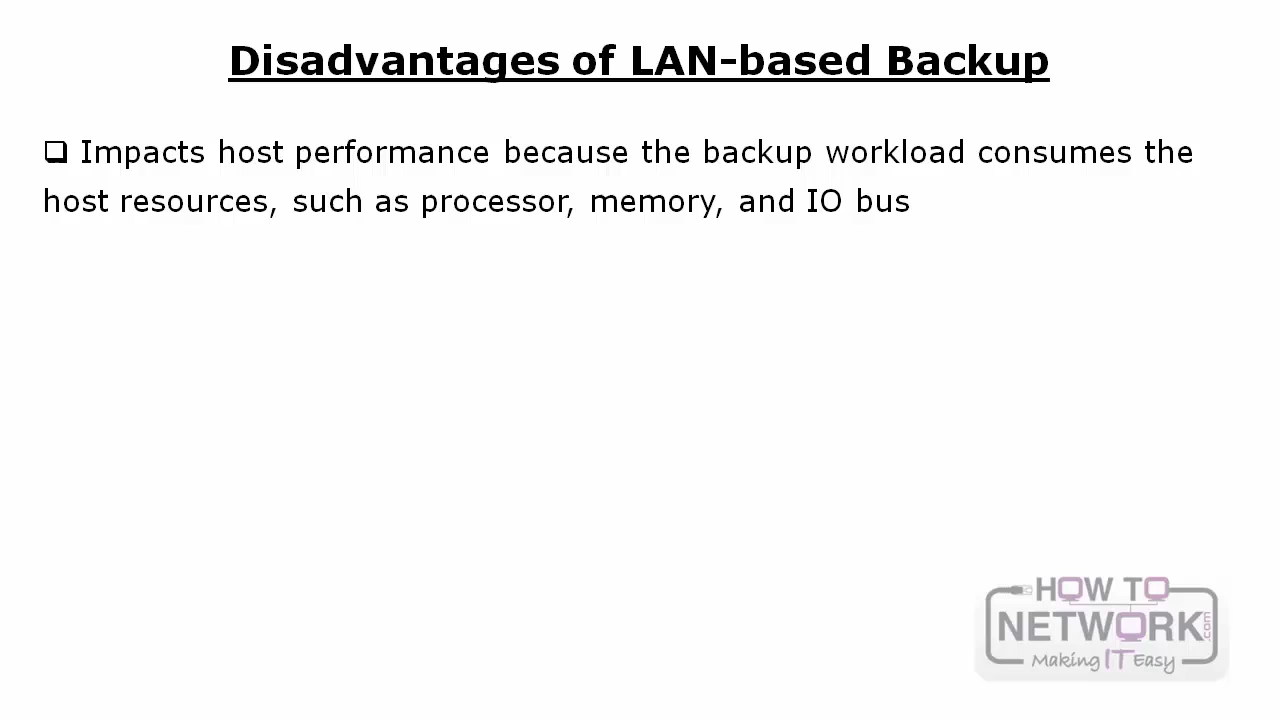 Disadvantages of LAN-based Backup
❑ Impacts host performance because the backup workload consumes the
host resources, such as processor, memory, and IO bus
HOW TO
NETWORK.com
Making IT Easy